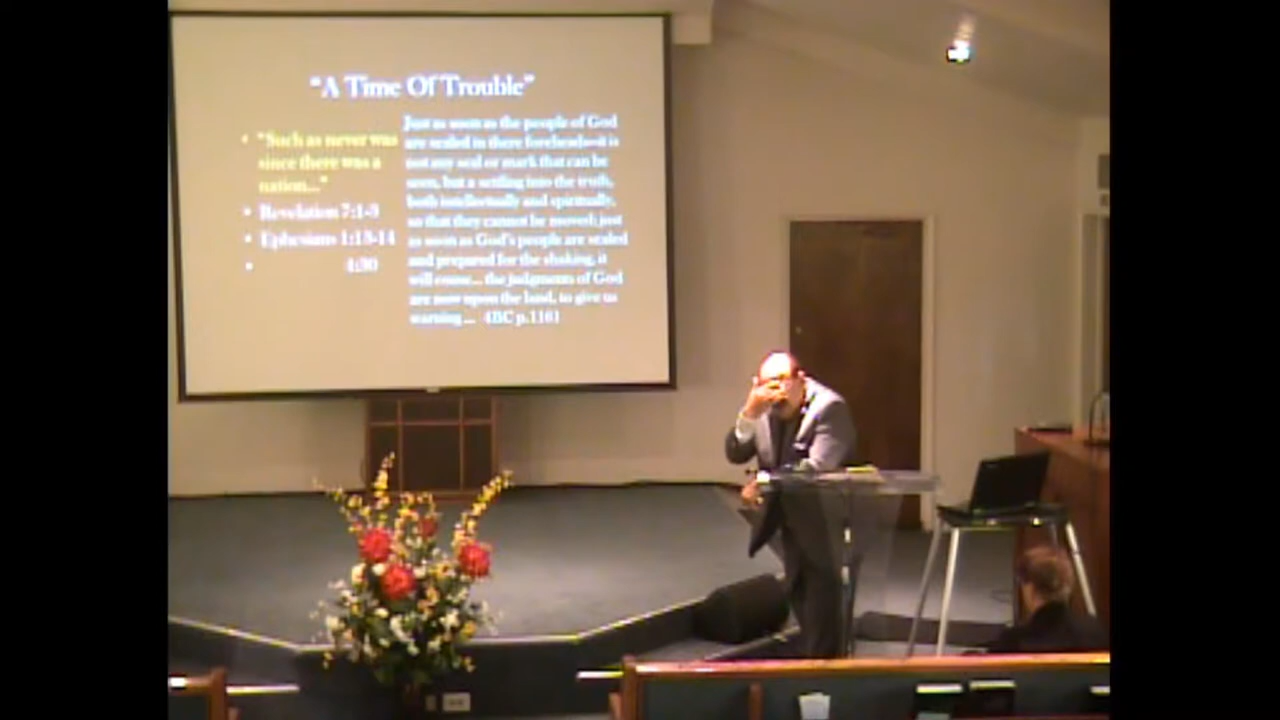 “A Time Of Trouble”
• “Such as never was
since there was a
nation...”
• Revelation 7:1-3
• Ephesians 1:13-14
• 4:30
Just as soon as the people of God
are sealed in there foreheads—it is
not any seal or mark that can be
seen, but a settling into the truth,
both intellectually and spiritually,
so that they cannot be moved; just
as soon as God's people are sealed
and prepared for the shaking, it
will come... the judgments of God
are now upon the land, to give us
warning... 4BC p.1161